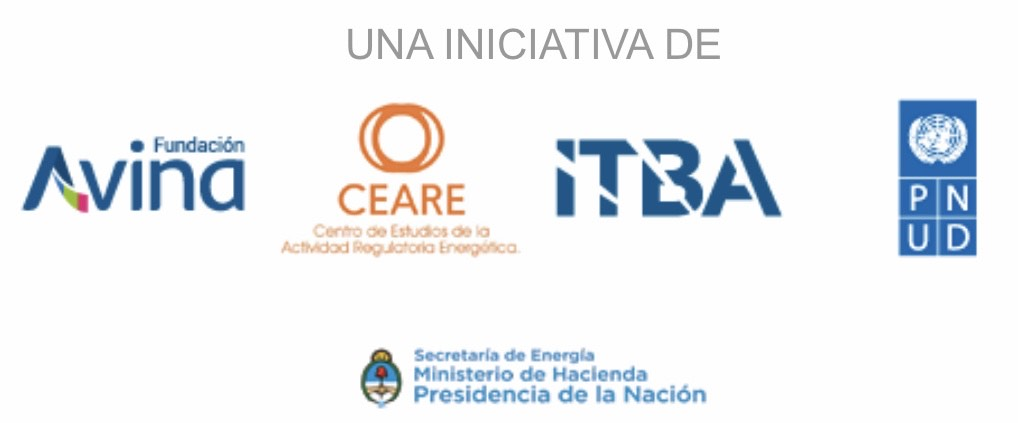 UNA INICIATIVA DE
Fundación
Avina
CEARE
Centro de Estudios de la
Actividad Regulatoria Energética.
ITBA
P N
U D
Secretaría de Energía
Ministerio de Hacienda
Presidencia de la Nación